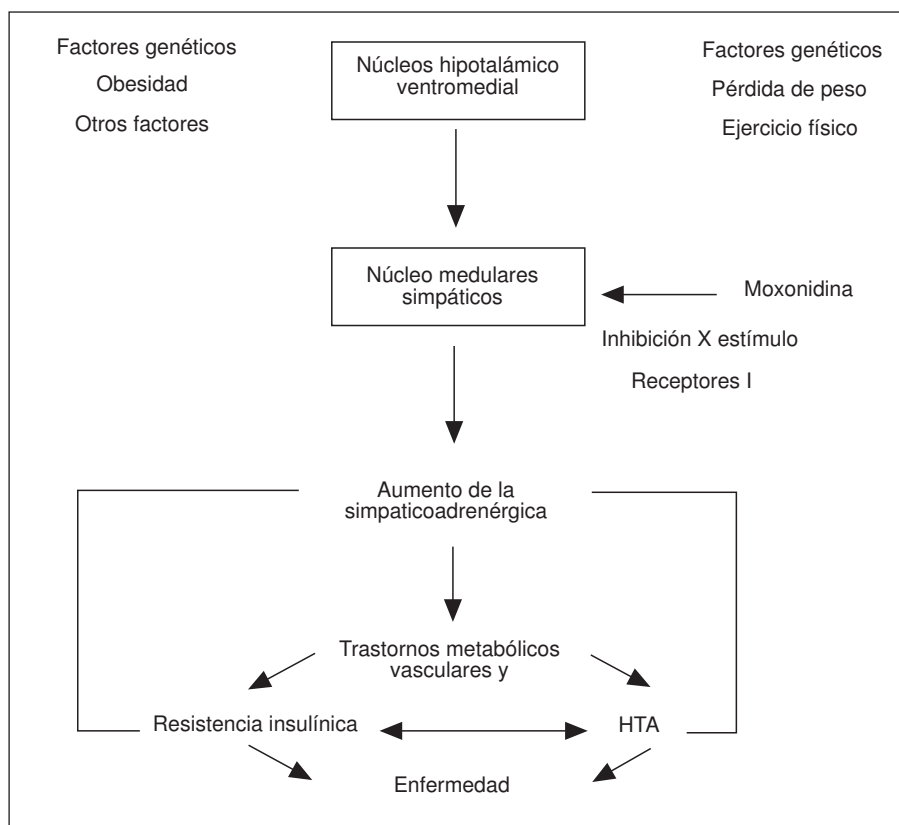 Factores genéticos
Obesidad
Otros factores
Núcleos hipotalámico
ventromedial
Factores genéticos
Pérdida de peso
Ejercicio físico
Núcleo medulares
simpáticos
Moxonidina
Inhibición X estímulo
Receptores I
Aumento de la
simpaticoadrenérgica
Trastornos metabólicos
vasculares y
Resistencia insulínica
HTA
Enfermedad